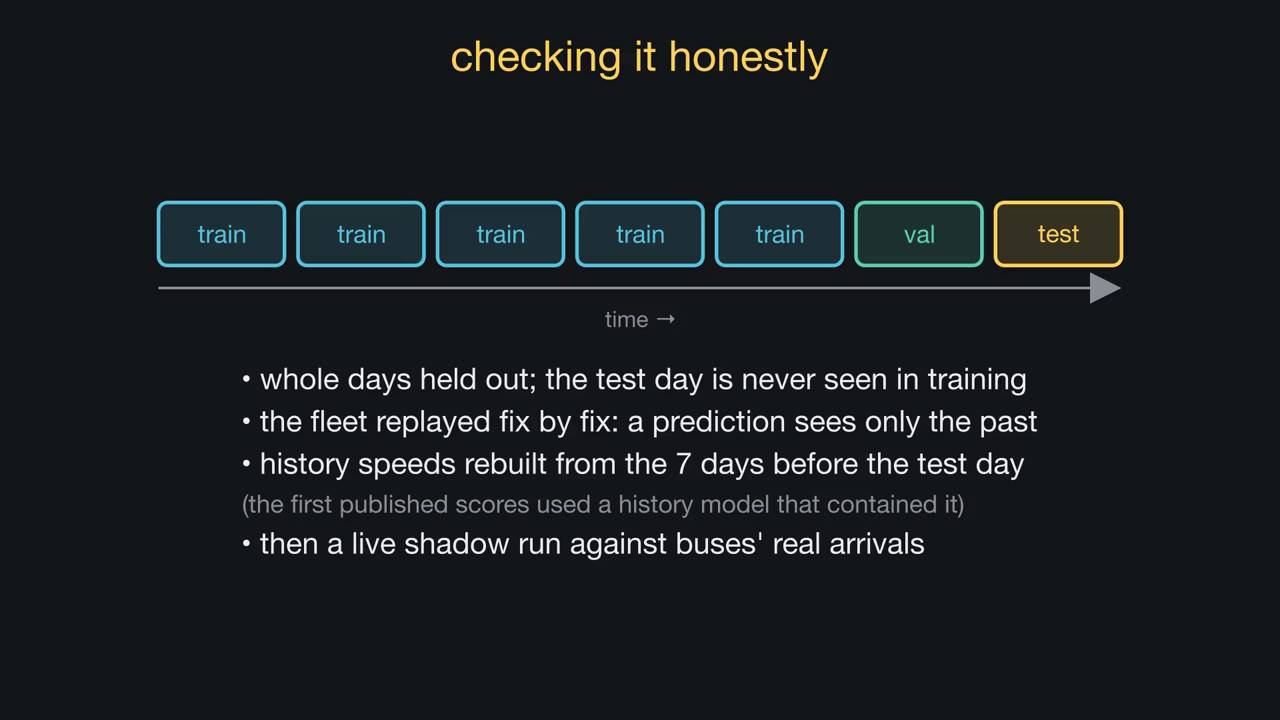 checking it honestly
train train train train train val test
time →
• whole days held out; the test day is never seen in training
• the fleet replayed fix by fix: a prediction sees only the past
• history speeds rebuilt from the 7 days before the test day
(the first published scores used a history model that contained it)
• then a live shadow run against buses' real arrivals